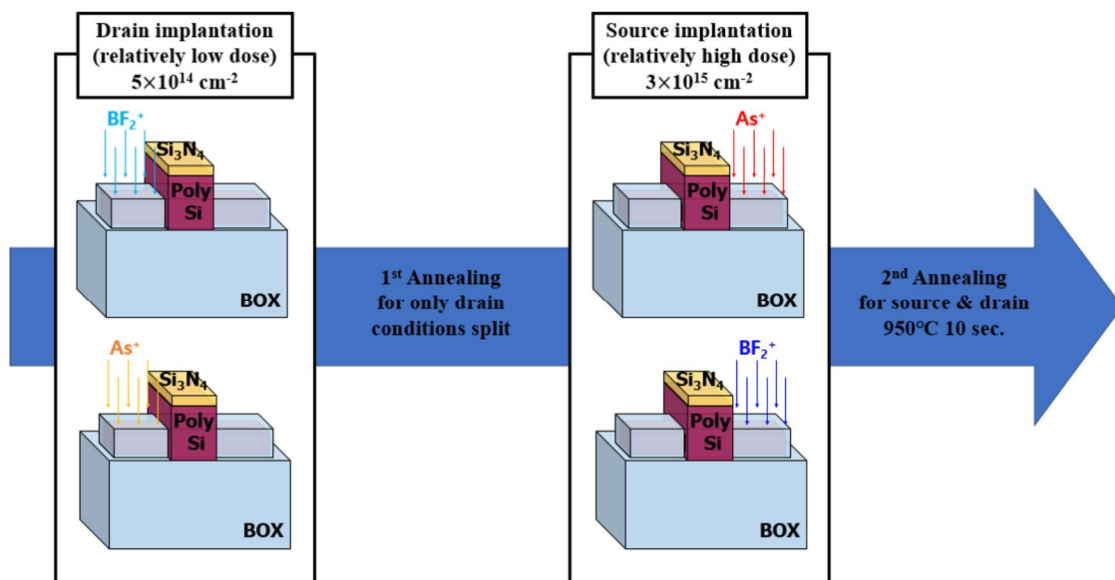 Drain implantation
(relatively low dose)
5×10¹⁴ cm⁻²
BF₂⁺
Si₃N₄
Poly
Si
BOX
As⁺
Si₃N₄
Poly
Si
BOX
1ˢᵗ Annealing
for only drain
conditions split
Source implantation
(relatively high dose)
3×10¹⁵ cm⁻²
As⁺
Si₃N₄
Poly
Si
BOX
BF₂⁺
Si₃N₄
Poly
Si
BOX
2ⁿᵈ Annealing
for source & drain
950℃ 10 sec.